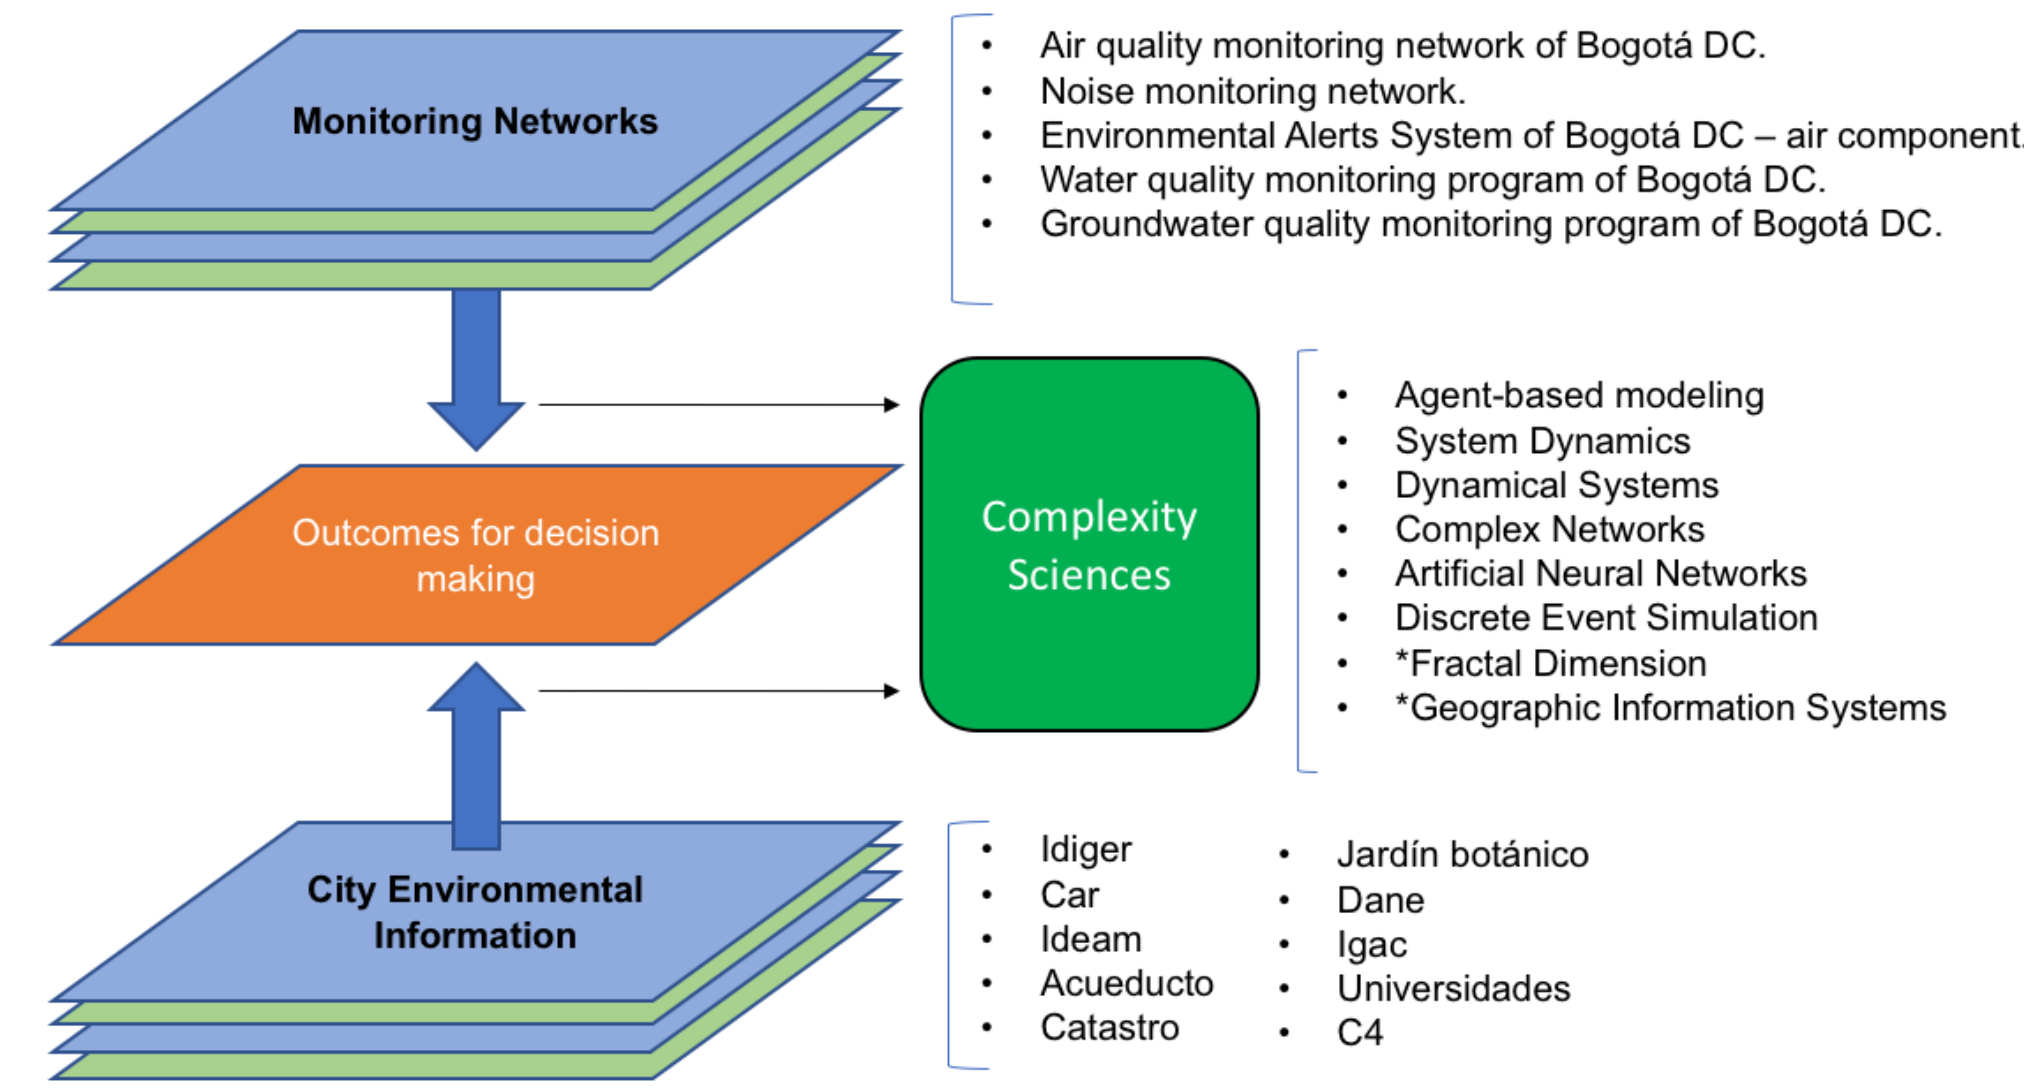 Monitoring Networks
• Air quality monitoring network of Bogotá DC.
• Noise monitoring network.
• Environmental Alerts System of Bogotá DC – air component.
• Water quality monitoring program of Bogotá DC.
• Groundwater quality monitoring program of Bogotá DC.
Outcomes for decision
making
Complexity
Sciences
• Agent-based modeling
• System Dynamics
• Dynamical Systems
• Complex Networks
• Artificial Neural Networks
• Discrete Event Simulation
• *Fractal Dimension
• *Geographic Information Systems
City Environmental
Information
• Idiger
• Car
• Ideam
• Acueducto
• Catastro
• Jardín botánico
• Dane
• Igac
• Universidades
• C4